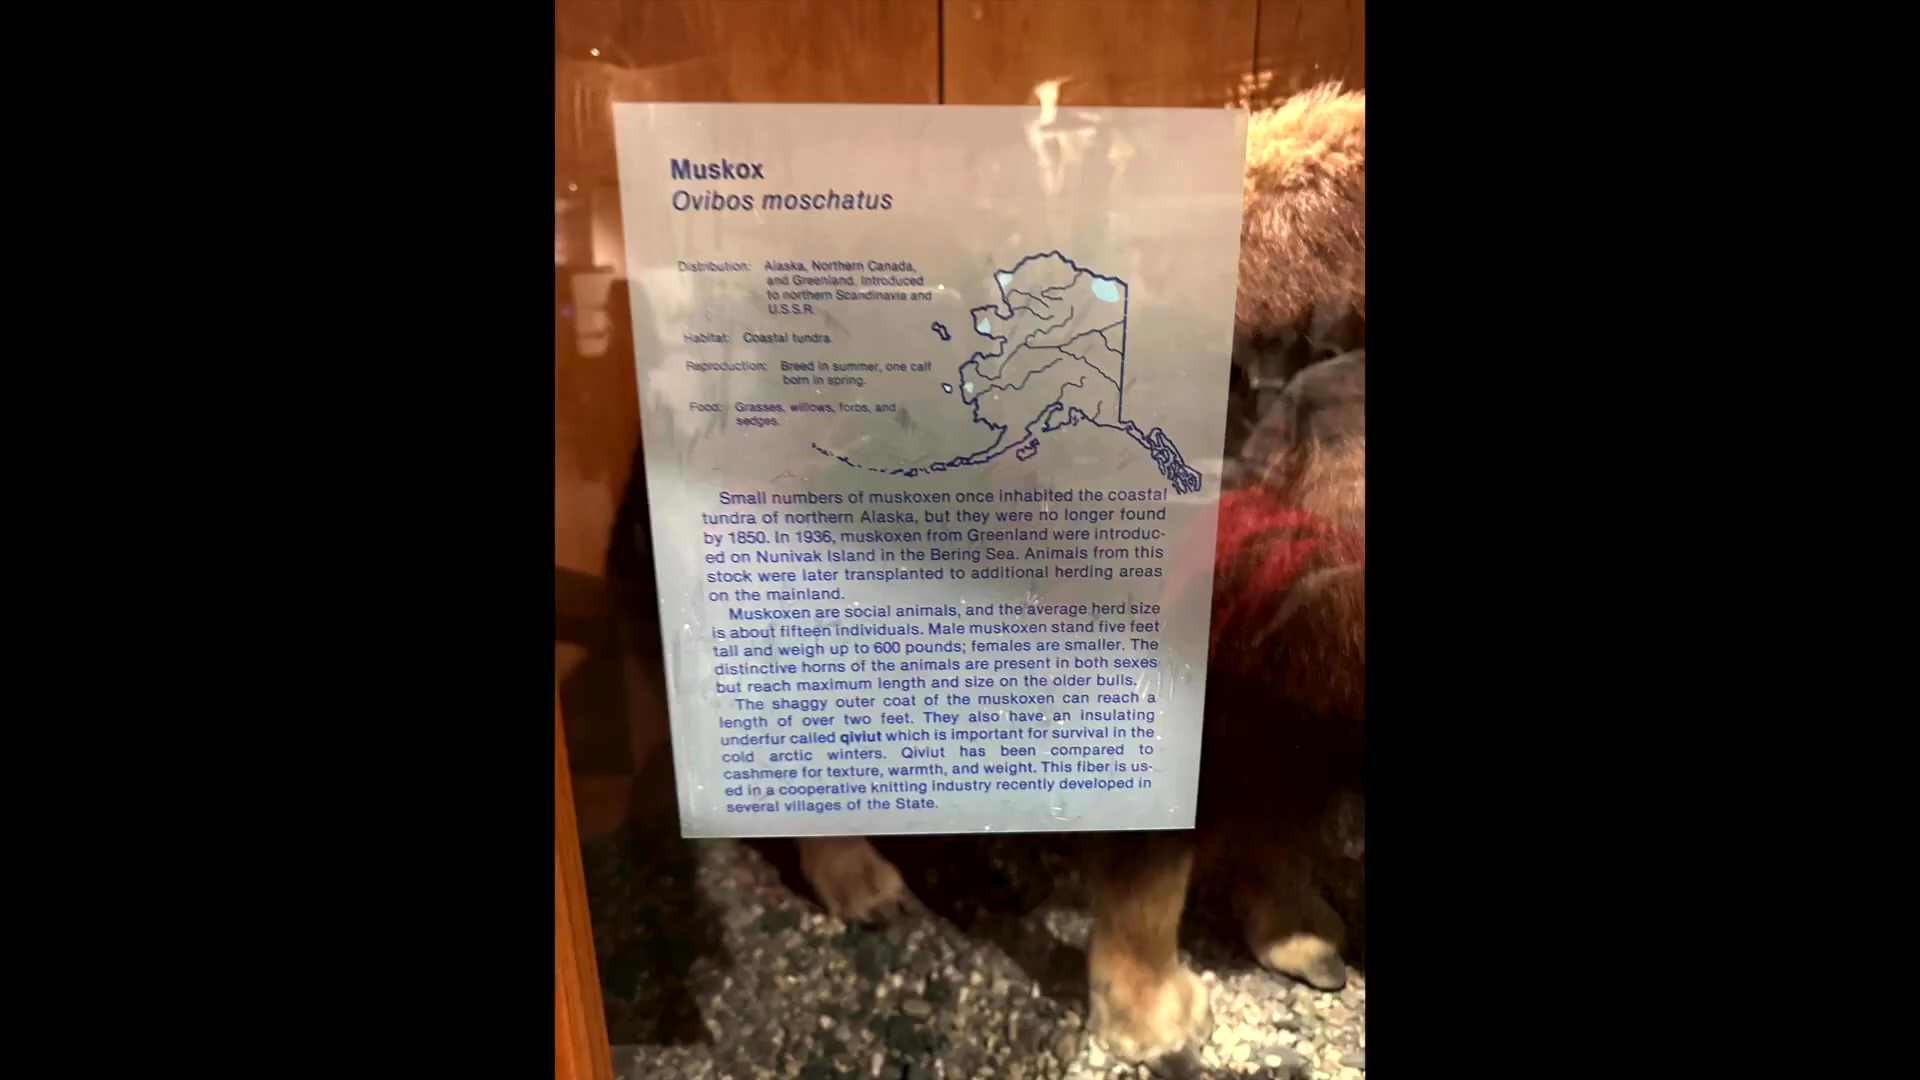 Muskox
Ovibos moschatus
Distribution: Alaska, Northern Canada,
and Greenland. Introduced
to northern Scandinavia and
U.S.S.R.
Habitat: Coastal tundra.
Reproduction: Breed in summer, one calf
born in spring.
Food: Grasses, willows, forbs, and
sedges.
Small numbers of muskoxen once inhabited the coastal
tundra of northern Alaska, but they were no longer found
by 1850. In 1936, muskoxen from Greenland were introduc-
ed on Nunivak Island in the Bering Sea. Animals from this
stock were later transplanted to additional herding areas
on the mainland.
Muskoxen are social animals, and the average herd size
is about fifteen individuals. Male muskoxen stand five feet
tall and weigh up to 600 pounds; females are smaller. The
distinctive horns of the animals are present in both sexes
but reach maximum length and size on the older bulls.
The shaggy outer coat of the muskoxen can reach a
length of over two feet. They also have an insulating
underfur called qiviut which is important for survival in the
cold arctic winters. Qiviut has been compared to
cashmere for texture, warmth, and weight. This fiber is us-
ed in a cooperative knitting industry recently developed in
several villages of the State.